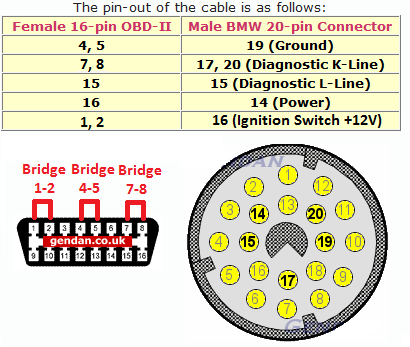 The pin-out of the cable is as follows:
Female 16-pin OBD-II Male BMW 20-pin Connector
4, 5 19 (Ground)
7, 8 17, 20 (Diagnostic K-Line)
15 15 (Diagnostic L-Line)
16 14 (Power)
1, 2 16 (Ignition Switch +12V)
Bridge Bridge Bridge
1-2 4-5 7-8
1 2 3 4 5 6 7 8
gendan.co.uk
9 10 11 12 13 14 15 16
1
2 12
3 14 13 20 11
4 15 19 10
5 16 17 18 9
6 7 8